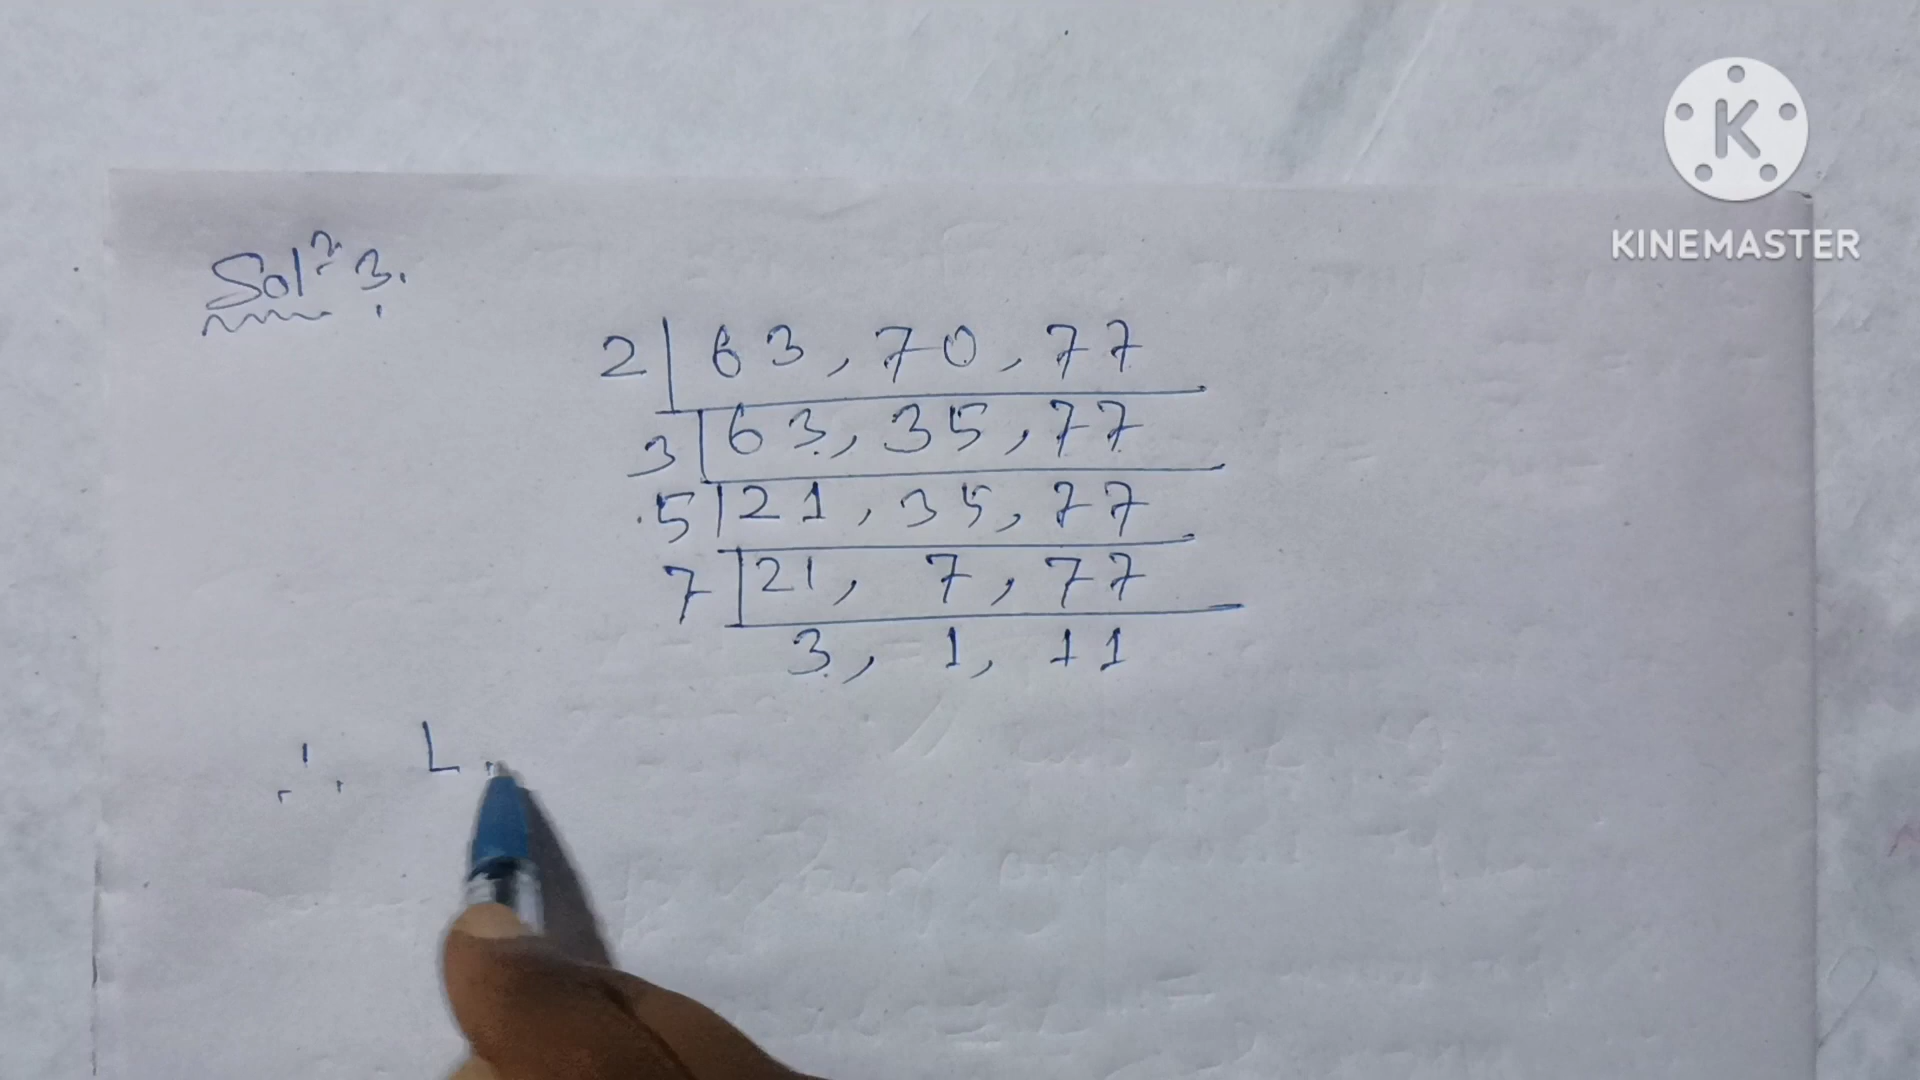 KINEMASTER
Solⁿ 3.
2 | 63, 70, 77
3 | 63, 35, 77
5 | 21, 35, 77
7 | 21, 7, 77
3, 1, 11
∴ L.